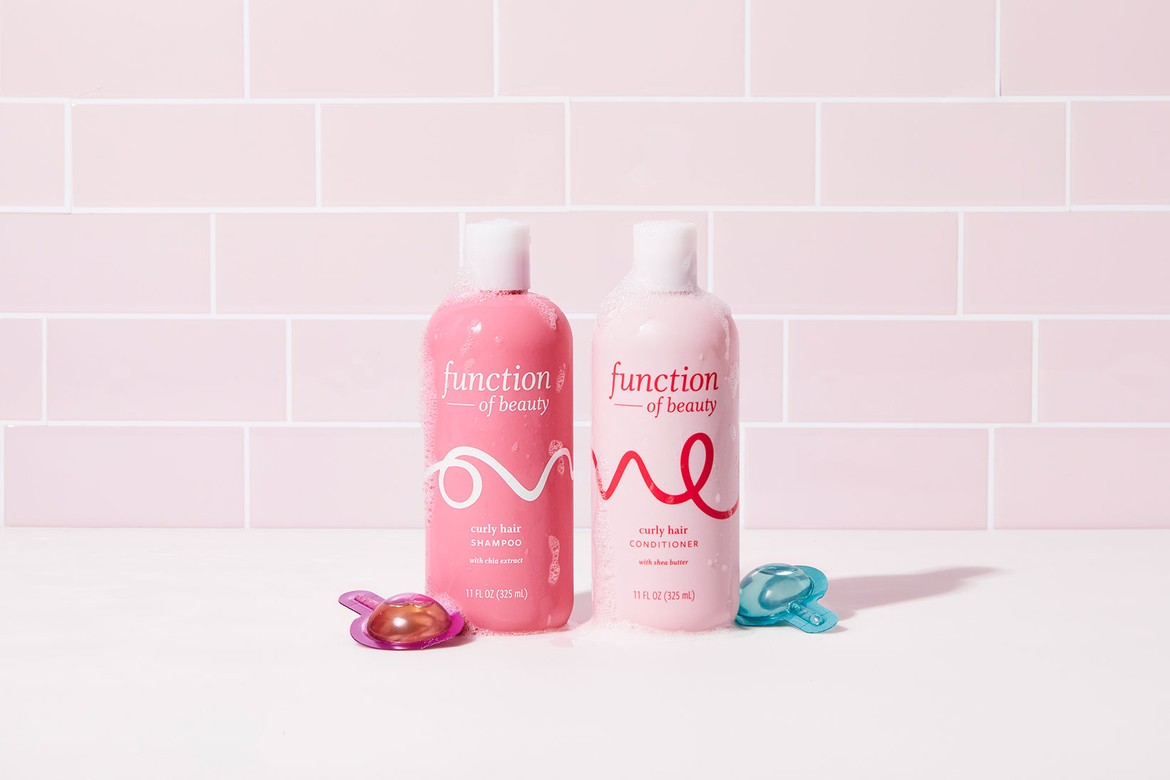 function
of beauty
curly hair
SHAMPOO
with chia extract
11 FL OZ (325 mL)
function
of beauty
curly hair
CONDITIONER
with shea butter
11 FL OZ (325 mL)